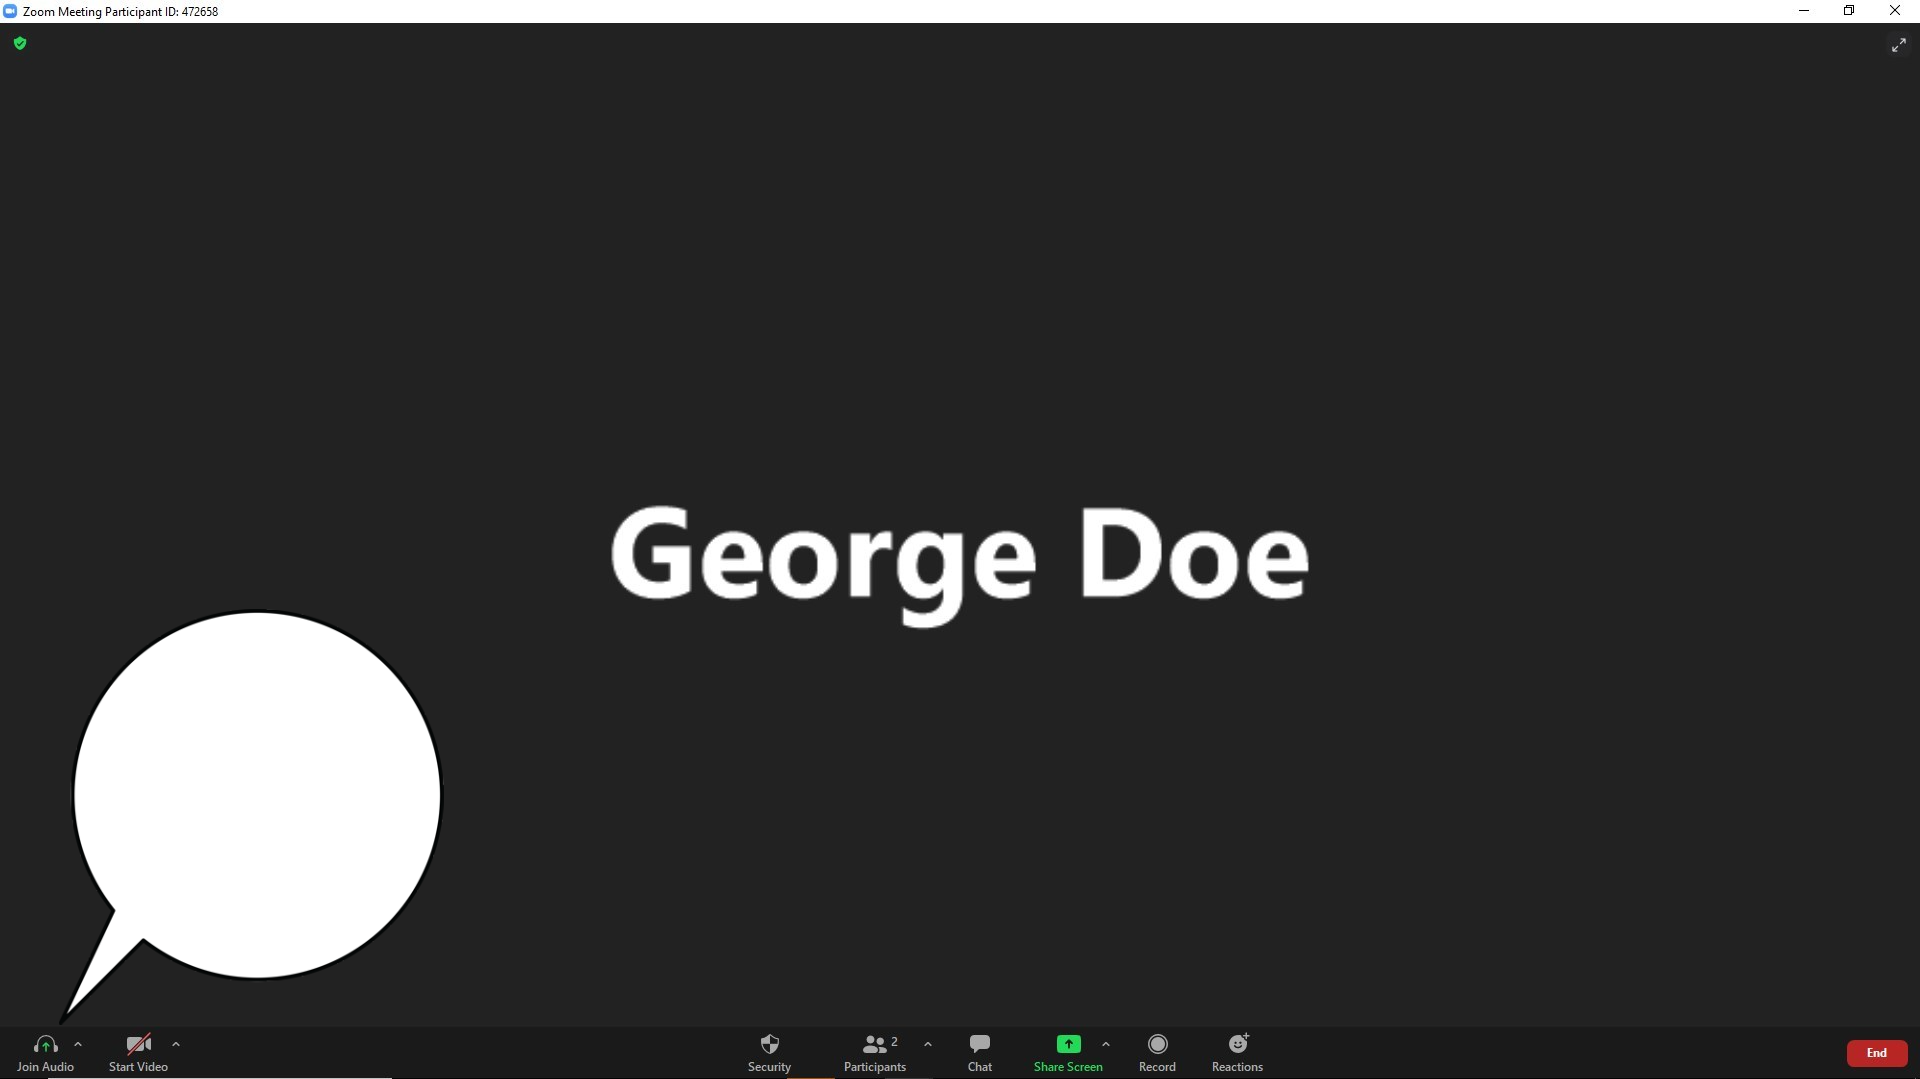 Zoom Meeting Participant ID: 472658
George Doe
Join Audio
Start Video
Security
Participants
2
Chat
Share Screen
Record
Reactions
End